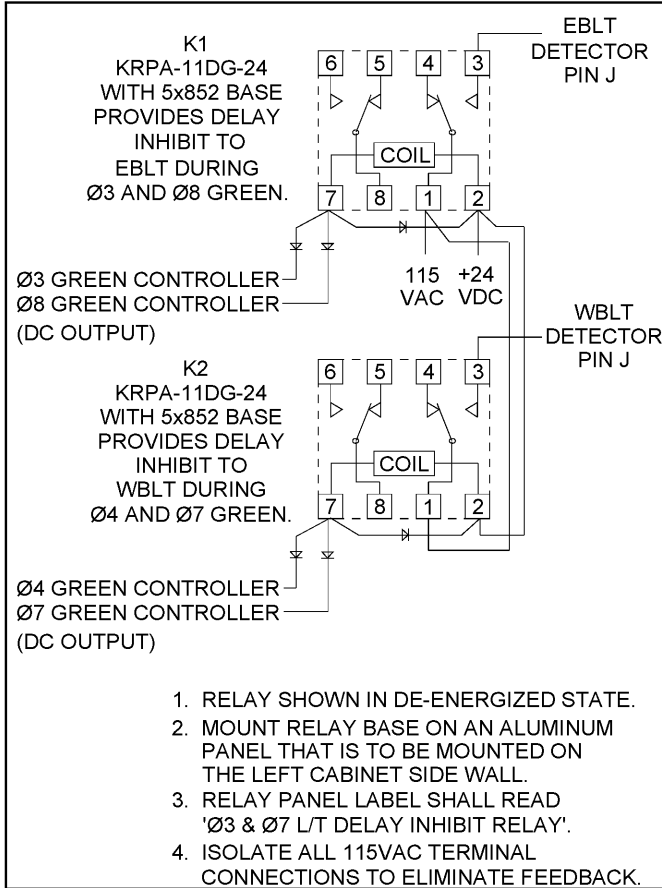 K1
KRPA-11DG-24
WITH 5x852 BASE
PROVIDES DELAY
INHIBIT TO
EBLT DURING
Ø3 AND Ø8 GREEN.
6 5 4 3
COIL
7 8 1 2
EBLT
DETECTOR
PIN J
Ø3 GREEN CONTROLLER
Ø8 GREEN CONTROLLER
(DC OUTPUT)
115
VAC
+24
VDC
WBLT
DETECTOR
PIN J
K2
KRPA-11DG-24
WITH 5x852 BASE
PROVIDES DELAY
INHIBIT TO
WBLT DURING
Ø4 AND Ø7 GREEN.
6 5 4 3
COIL
7 8 1 2
Ø4 GREEN CONTROLLER
Ø7 GREEN CONTROLLER
(DC OUTPUT)
1. RELAY SHOWN IN DE-ENERGIZED STATE.
2. MOUNT RELAY BASE ON AN ALUMINUM
PANEL THAT IS TO BE MOUNTED ON
THE LEFT CABINET SIDE WALL.
3. RELAY PANEL LABEL SHALL READ
'Ø3 & Ø7 L/T DELAY INHIBIT RELAY'.
4. ISOLATE ALL 115VAC TERMINAL
CONNECTIONS TO ELIMINATE FEEDBACK.